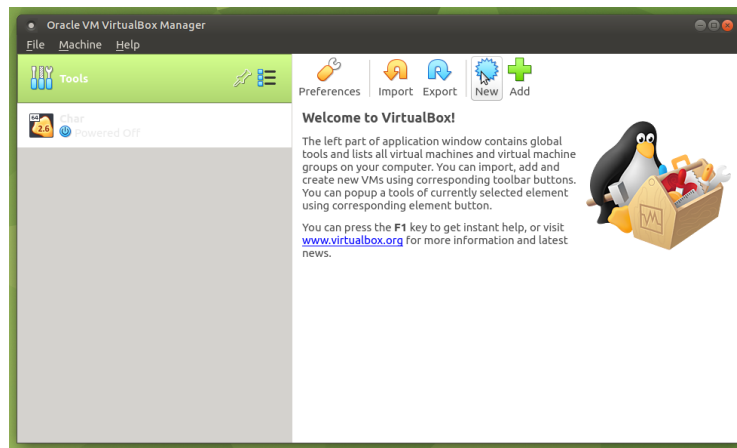 Oracle VM VirtualBox Manager
File Machine Help
Tools
Preferences Import Export New Add
64
2.6
Char
Powered Off
Welcome to VirtualBox!
The left part of application window contains global
tools and lists all virtual machines and virtual machine
groups on your computer. You can import, add and
create new VMs using corresponding toolbar buttons.
You can popup a tools of currently selected element
using corresponding element button.
You can press the F1 key to get instant help, or visit
www.virtualbox.org for more information and latest
news.
VM